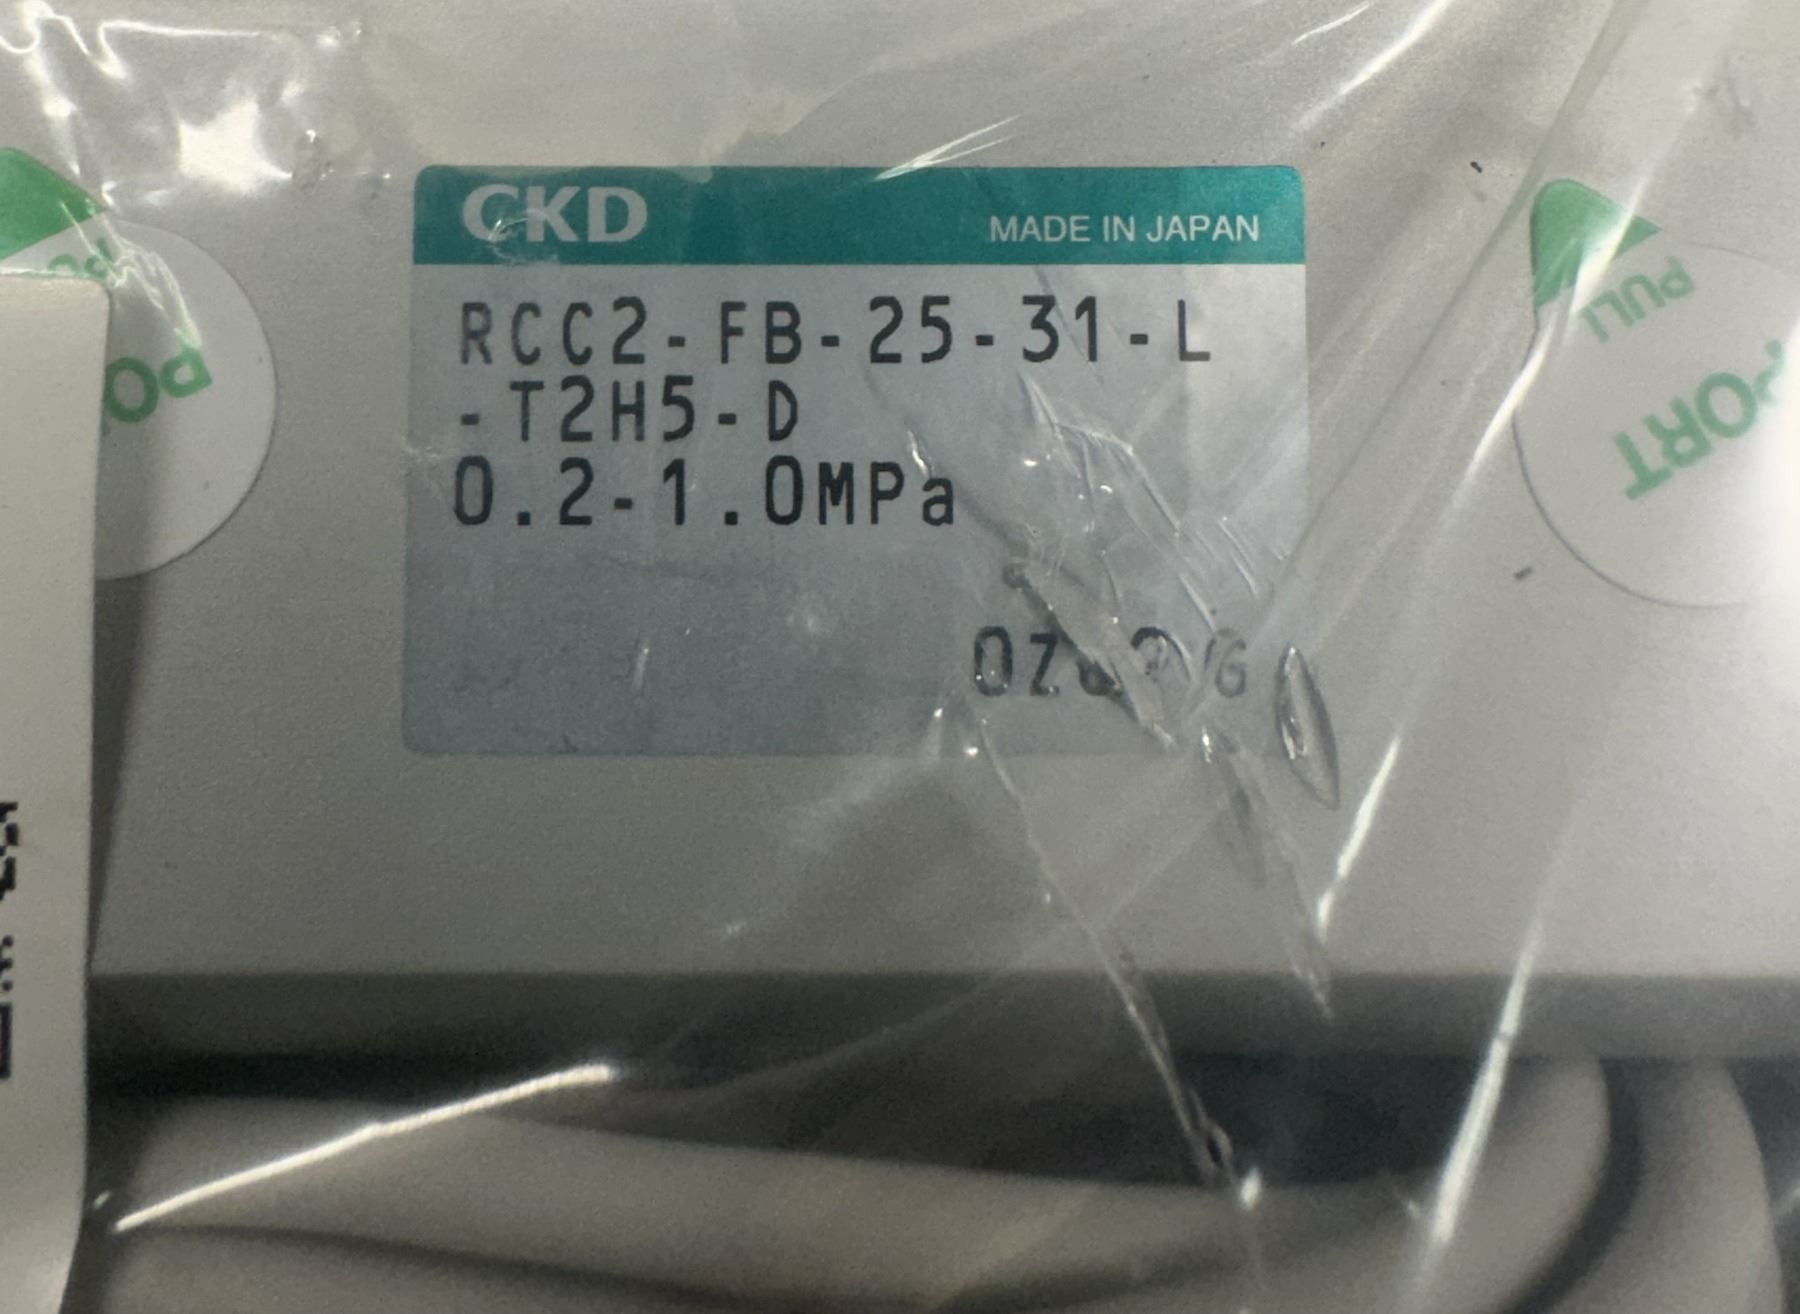 CKD
MADE IN JAPAN
RCC2-FB-25-31-L
-T2H5-D
0.2-1.0MPa
PORT
PULL